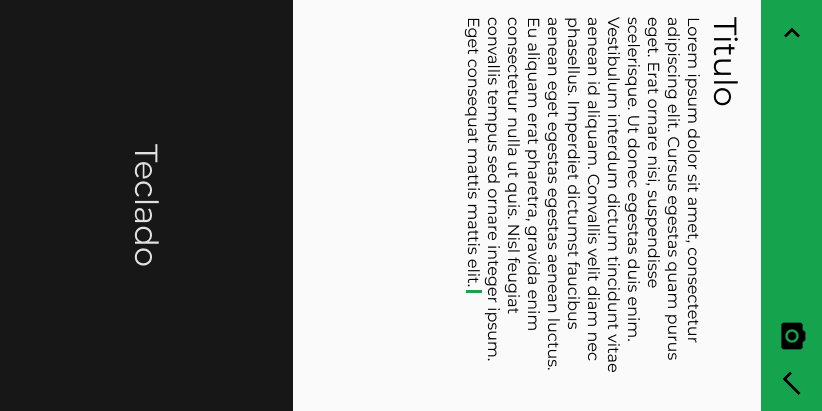 Titulo
Lorem ipsum dolor sit amet, consectetur
adipiscing elit. Cursus egestas quam purus
eget. Erat ornare nisi, suspendisse
scelerisque. Ut donec egestas duis enim.
Vestibulum interdum dictum tincidunt vitae
aenean id aliquam. Convallis velit diam nec
phasellus. Imperdiet dictumst faucibus
aenean eget egestas egestas aenean luctus.
Eu aliquam erat pharetra, gravida enim
consectetur nulla ut quis. Nisl feugiat
convallis tempus sed ornare integer ipsum.
Eget consequat mattis mattis elit.
Teclado